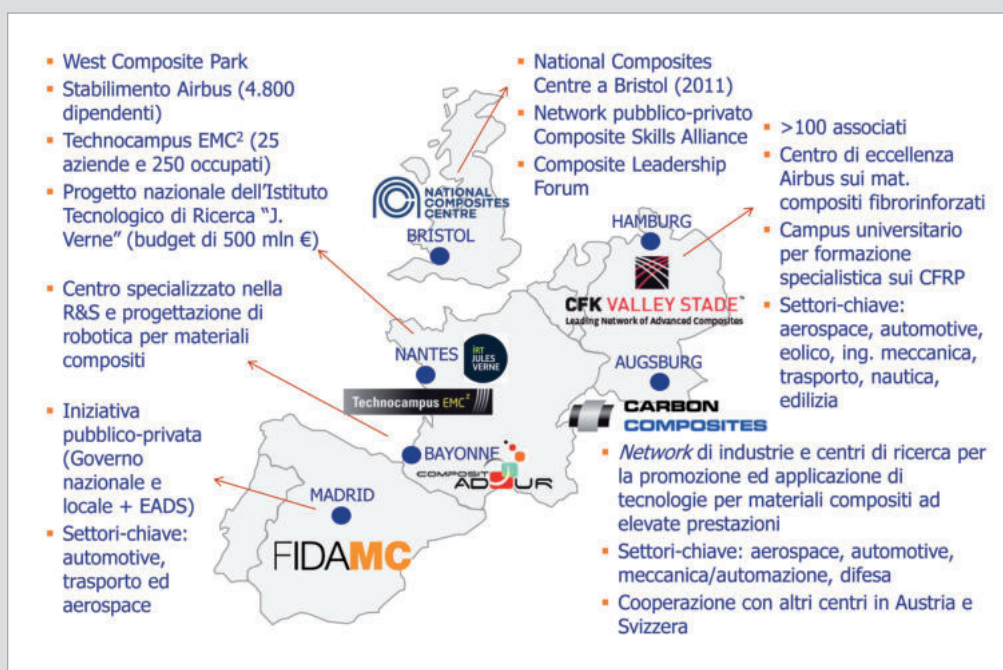 ▪ West Composite Park
▪ Stabilimento Airbus (4.800
dipendenti)
▪ Technocampus EMC² (25
aziende e 250 occupati)
▪ Progetto nazionale dell'Istituto
Tecnologico di Ricerca "J.
Verne" (budget di 500 mln €)
▪ Centro specializzato nella
R&S e progettazione di
robotica per materiali
compositi
▪ Iniziativa
pubblico-privata
(Governo
nazionale e
locale + EADS)
▪ Settori-chiave:
automotive,
trasporto ed
aerospace
▪ National Composites
Centre a Bristol (2011)
▪ Network pubblico-privato
Composite Skills Alliance
▪ Composite Leadership
Forum
▪ >100 associati
▪ Centro di eccellenza
Airbus sui mat.
compositi fibrorinforzati
▪ Campus universitario
per formazione
specialistica sui CFRP
▪ Settori-chiave:
aerospace, automotive,
eolico, ing. meccanica,
trasporto, nautica,
edilizia
NATIONAL
COMPOSITES
CENTRE
BRISTOL
HAMBURG
CFK VALLEY STADE™
Leading Network of Advanced Composites
NANTES
IRT
JULES
VERNE
Technocampus EMC²
AUGSBURG
CARBON
COMPOSITES
BAYONNE
COMPOSIT
ADOUR
MADRID
FIDAMC
▪ Network di industrie e centri di ricerca per
la promozione ed applicazione di
tecnologie per materiali compositi ad
elevate prestazioni
▪ Settori-chiave: aerospace, automotive,
meccanica/automazione, difesa
▪ Cooperazione con altri centri in Austria e
Svizzera